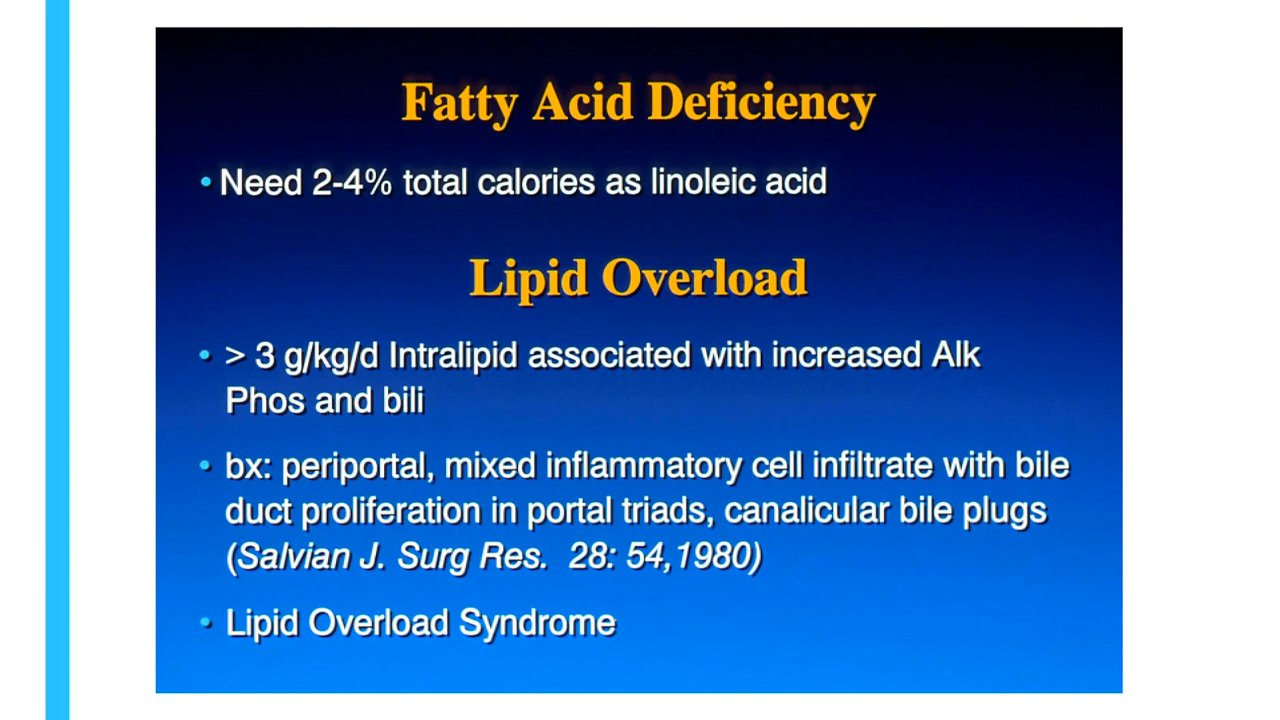 Fatty Acid Deficiency
• Need 2-4% total calories as linoleic acid
Lipid Overload
• > 3 g/kg/d Intralipid associated with increased Alk
Phos and bili
• bx: periportal, mixed inflammatory cell infiltrate with bile
duct proliferation in portal triads, canalicular bile plugs
(Salvian J. Surg Res.  28: 54,1980)
• Lipid Overload Syndrome